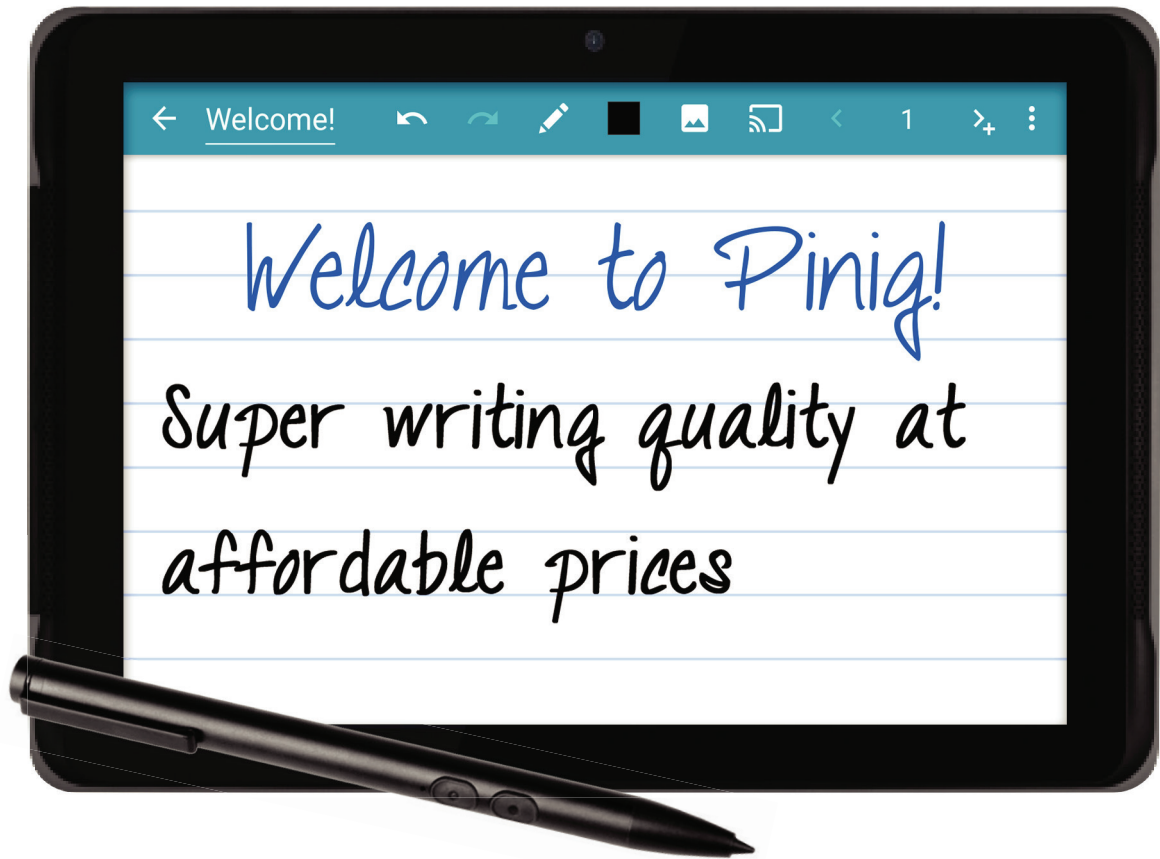 Welcome! 1
Welcome to Pinig!
Super writing quality at
affordable prices